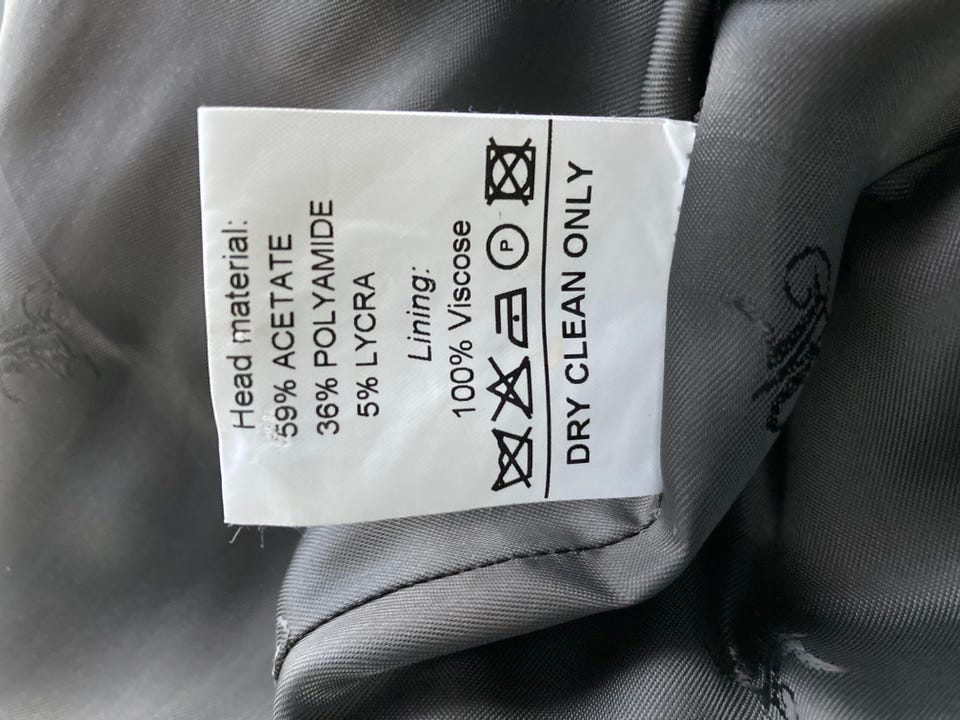 Head material:
59% ACETATE
36% POLYAMIDE
5% LYCRA
Lining:
100% Viscose
P
DRY CLEAN ONLY